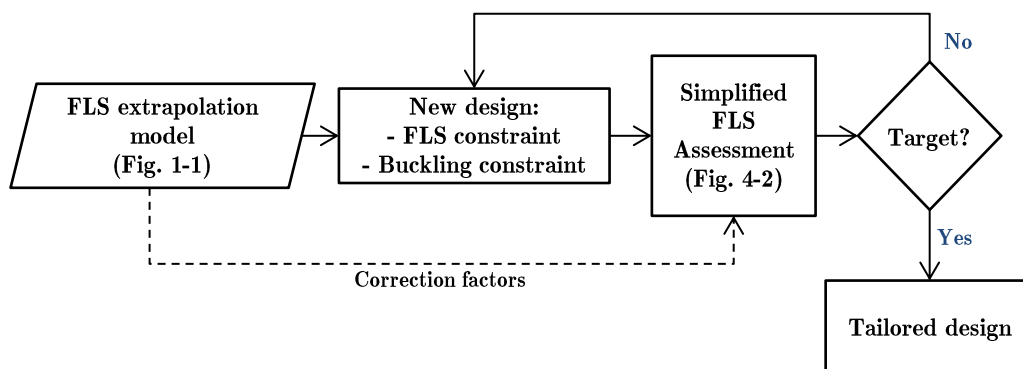 No
FLS extrapolation
model
(Fig. 1-1)
New design:
- FLS constraint
- Buckling constraint
Simplified
FLS
Assessment
(Fig. 4-2)
Target?
Yes
Correction factors
Tailored design